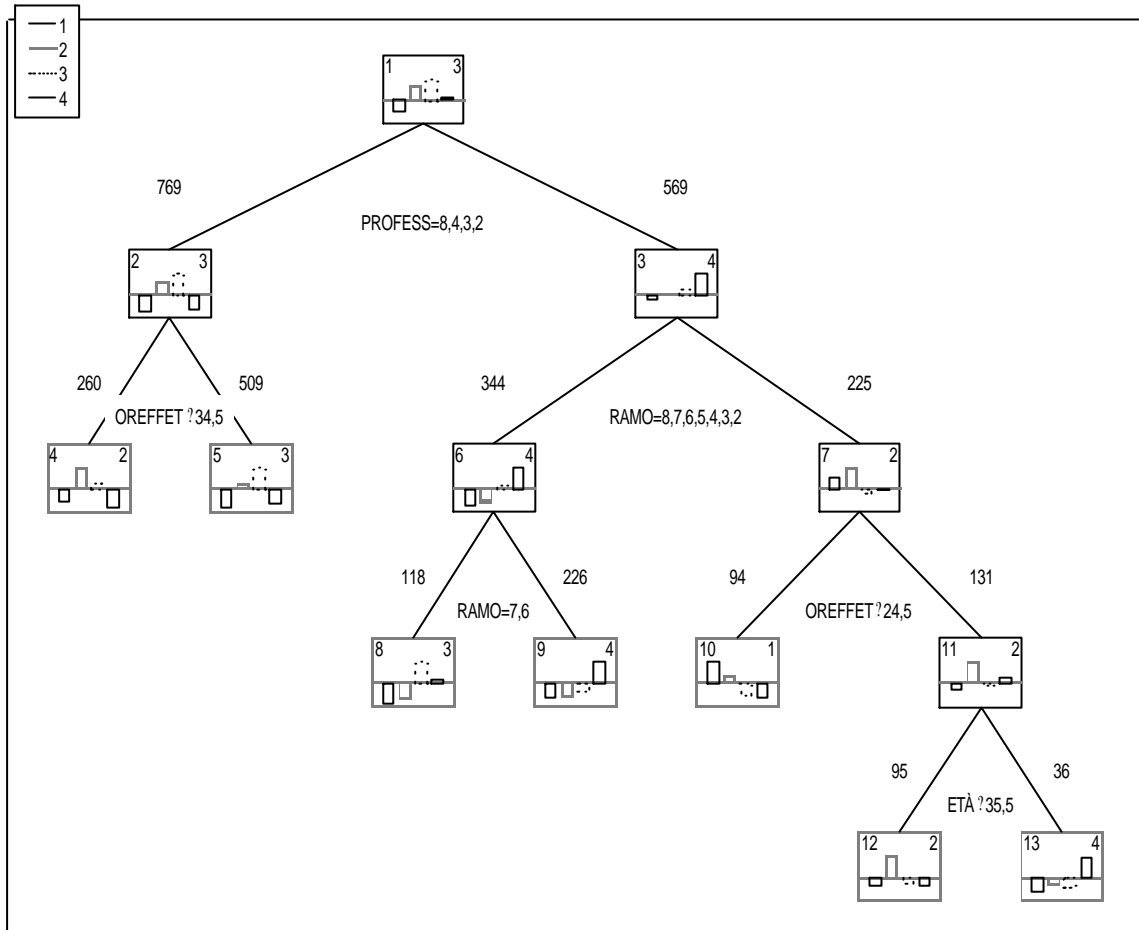 1
2
3
4
1 3
769 569
PROFESS=8,4,3,2
2 3
3 4
260 509 344 225
OREFFET ? 34,5
RAMO=8,7,6,5,4,3,2
4 2
5 3
6 4
7 2
118 226 94 131
RAMO=7,6
OREFFET ? 24,5
8 3
9 4
10 1
11 2
95 36
ETÀ ? 35,5
12 2
13 4